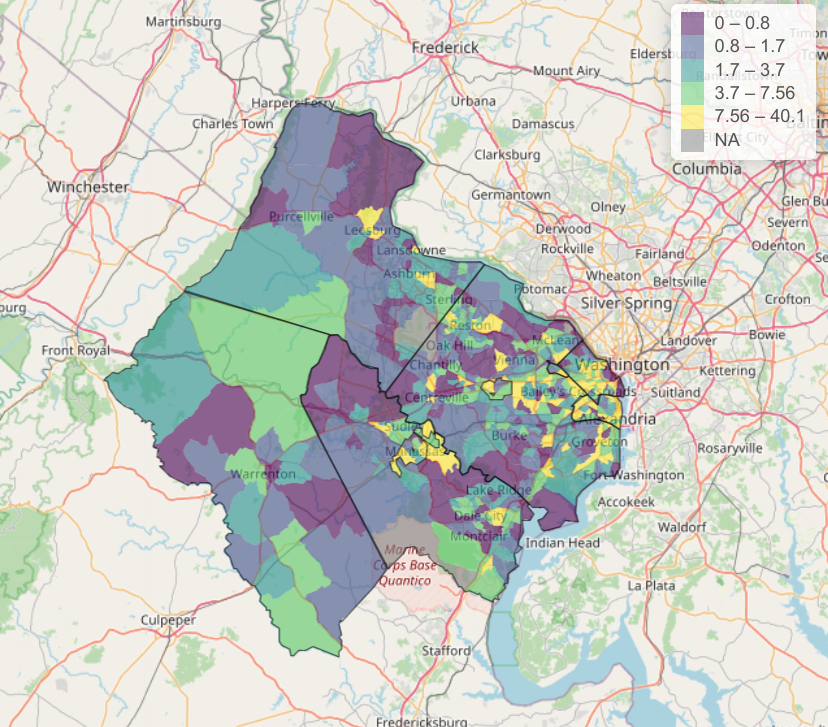 0 – 0.8
0.8 – 1.7
1.7 – 3.7
3.7 – 7.56
7.56 – 40.1
NA
Reisterstown
Martinsburg
Frederick
Eldersburg
Mount Airy
Harpers Ferry
Urbana
Charles Town
Damascus
Clarksburg
Columbia
Winchester
Germantown
Olney
Glen Bu
Purcellville
Severn
Leesburg
Derwood
Rockville
Odenton
Lansdowne
Fairland
Ashburn
Wheaton
Beltsville
Potomac
Sterling
Silver Spring
Crofton
Reston
Bowie
Oak Hill
McLean
Landover
Front Royal
Chantilly
Vienna
Washington
Kettering
Centreville
Bailey's Crossroads
Suitland
Alexandria
Sudley
Burke
Groveton
Manassas
Rosaryville
Warrenton
Fort Washington
Lake Ridge
Accokeek
Dale City
Waldorf
Montclair
Indian Head
Marine
Corps Base
Quantico
La Plata
Culpeper
Stafford
Fredericksburg